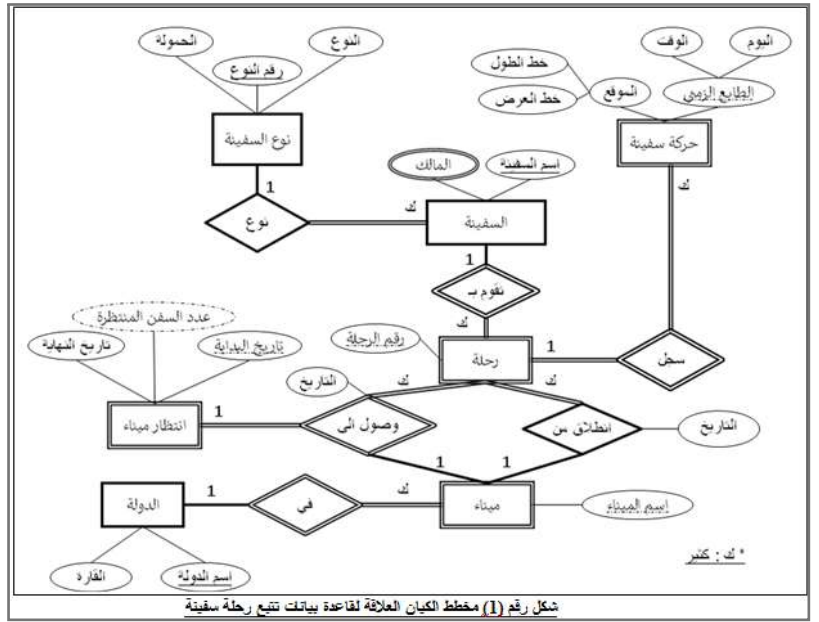 الحمولة
رقم النوع
النوع
نوع السفينة
1
نوع
ك
المالك
اسم السفينة
السفينة
1
تقوم بـ
ك
اليوم
الوقت
الطابع الزمني
خط الطول
خط العرض
الموقع
حركة سفينة
ك
سجل
1
رقم الرحلة
رحلة
ك
ك
عدد السفن المنتظرة
تاريخ النهاية
تاريخ البداية
انتظار ميناء
1
التاريخ
وصول الى
انطلاق من
التاريخ
1
1
الدولة
1
في
ك
ميناء
اسم الميناء
القارة
اسم الدولة
* ك : كثير
شكل رقم (1) مخطط الكيان العلاقة لقاعدة بيانات تتبع رحلة سفينة